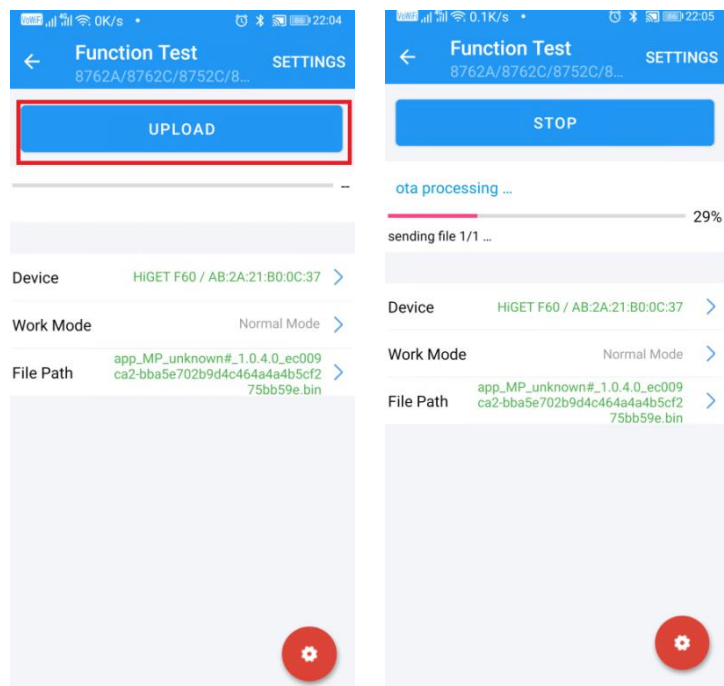 VoWiFi 4G 0K/s • 22:04
Function Test
8762A/8762C/8752C/8...
SETTINGS
UPLOAD
--
Device HiGET F60 / AB:2A:21:B0:0C:37
Work Mode Normal Mode
File Path app_MP_unknown#_1.0.4.0_ec009
ca2-bba5e702b9d4c464a4a4b5cf2
75bb59e.bin
VoWiFi 0.1K/s • 22:05
Function Test
8762A/8762C/8752C/8...
SETTINGS
STOP
ota processing ...
29%
sending file 1/1 ...
Device HiGET F60 / AB:2A:21:B0:0C:37
Work Mode Normal Mode
File Path app_MP_unknown#_1.0.4.0_ec009
ca2-bba5e702b9d4c464a4a4b5cf2
75bb59e.bin